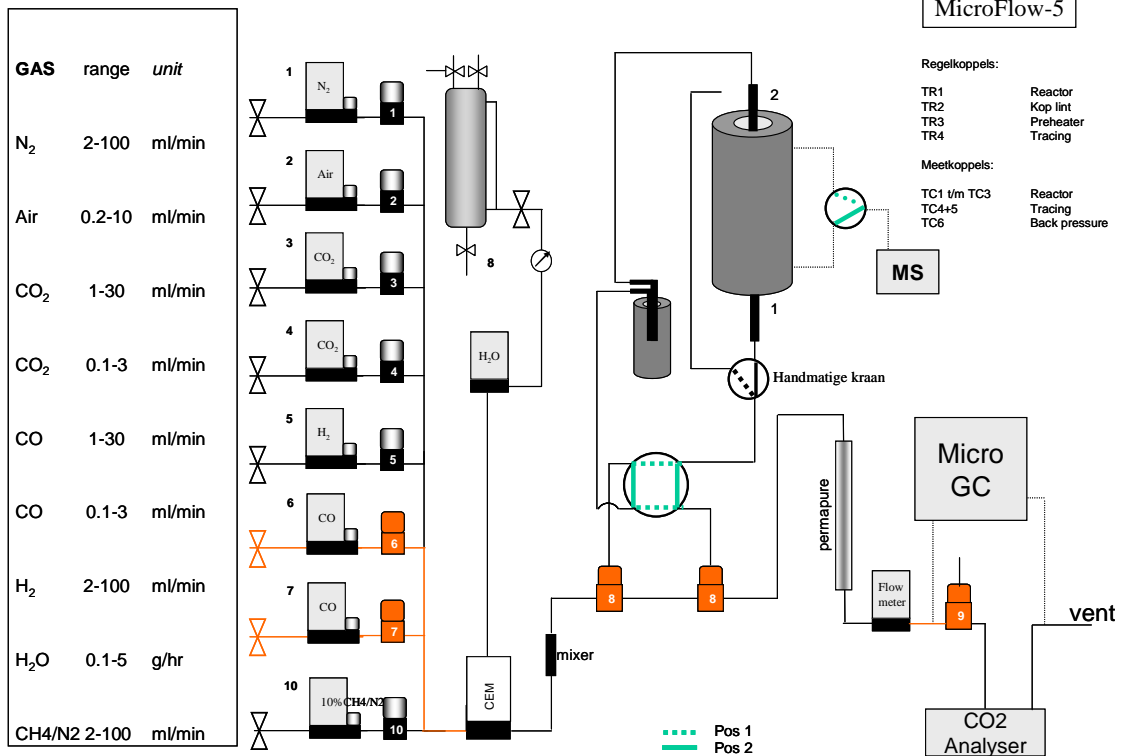 MicroFlow-5
GAS range unit
N2 2-100 ml/min
Air 0.2-10 ml/min
CO2 1-30 ml/min
CO2 0.1-3 ml/min
CO 1-30 ml/min
CO 0.1-3 ml/min
H2 2-100 ml/min
H2O 0.1-5 g/hr
CH4/N2 2-100 ml/min
1
N2
1
2
Air
2
3
CO2
3
4
CO2
4
5
H2
5
6
CO
6
7
CO
7
10
10%CH4/N2
10
8
H2O
CEM
mixer
8
8
2
1
Handmatige kraan
MS
Regelkoppels:
TR1 Reactor
TR2 Kop lint
TR3 Preheater
TR4 Tracing
Meetkoppels:
TC1 t/m TC3 Reactor
TC4+5 Tracing
TC6 Back pressure
permapure
Micro
GC
Flow
meter
9
vent
CO2
Analyser
Pos 1
Pos 2